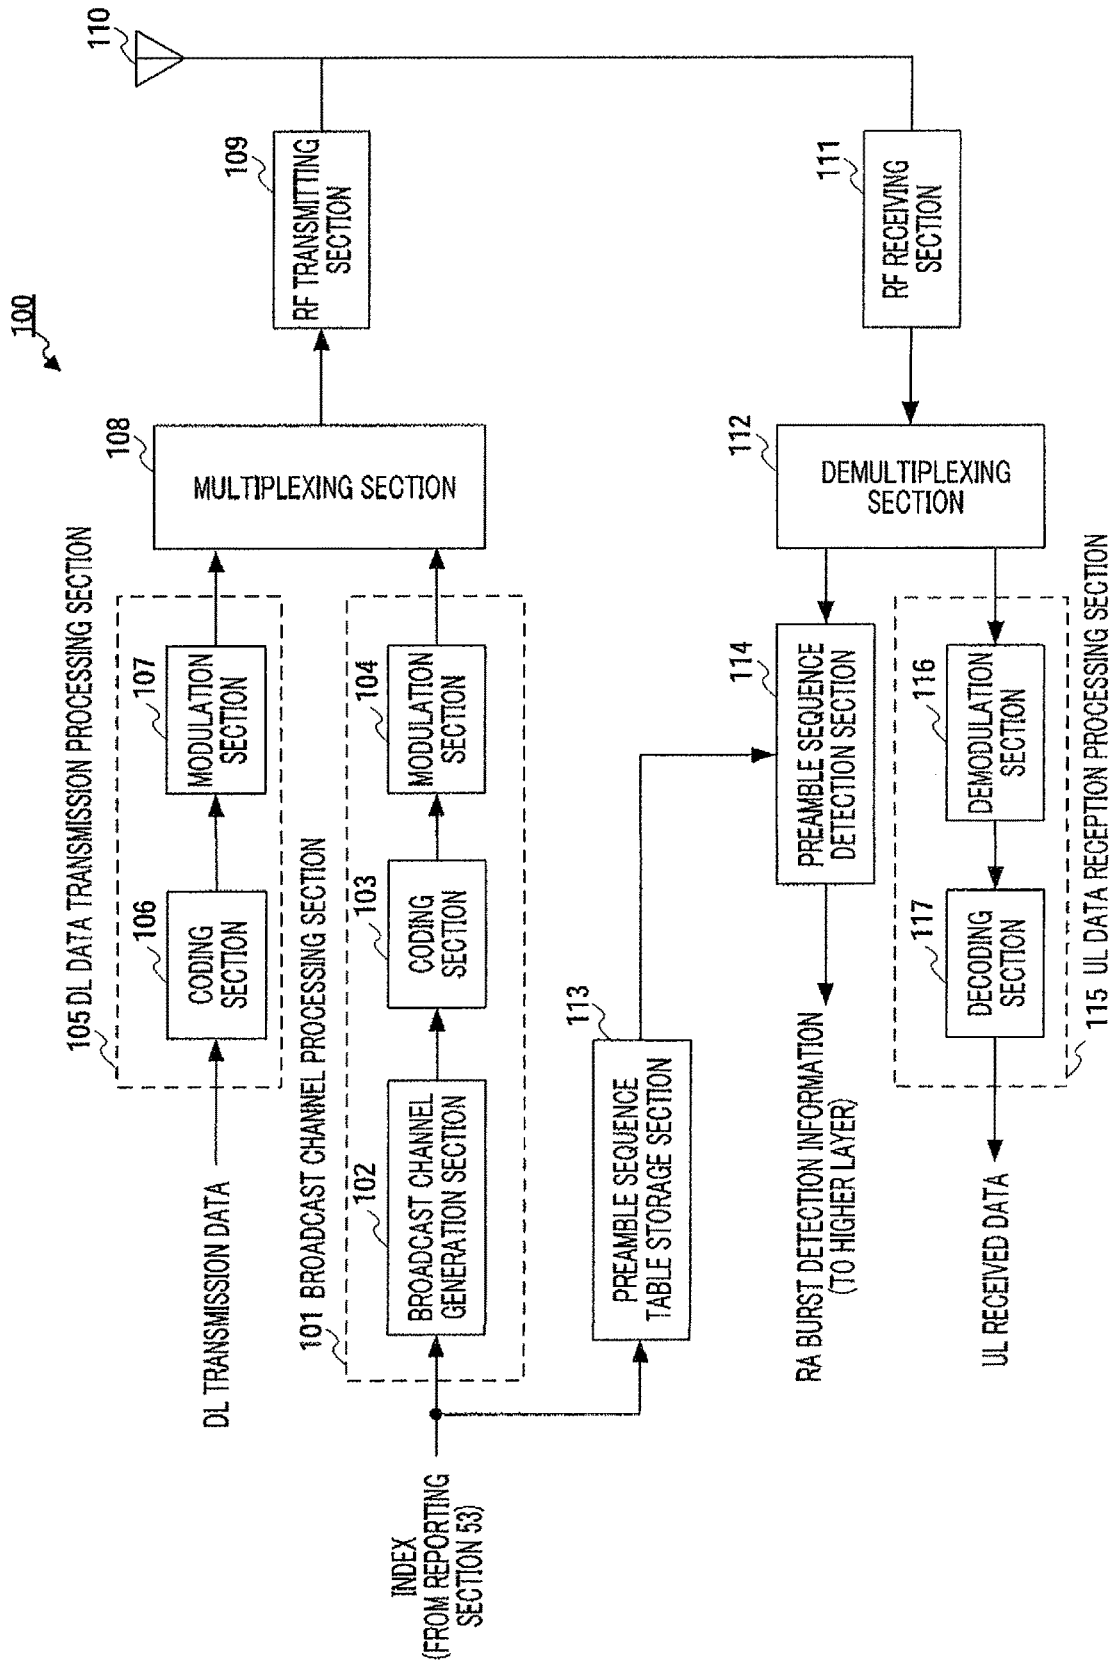 100
110
105 DL DATA TRANSMISSION PROCESSING SECTION
DL TRANSMISSION DATA
106
CODING
SECTION
107
MODULATION
SECTION
108
MULTIPLEXING SECTION
109
RF TRANSMITTING
SECTION
101 BROADCAST CHANNEL PROCESSING SECTION
INDEX
(FROM REPORTING
SECTION 53)
102
BROADCAST CHANNEL
GENERATION SECTION
103
CODING
SECTION
104
MODULATION
SECTION
113
PREAMBLE SEQUENCE
TABLE STORAGE SECTION
114
PREAMBLE SEQUENCE
DETECTION SECTION
112
DEMULTIPLEXING
SECTION
111
RF RECEIVING
SECTION
RA BURST DETECTION INFORMATION
(TO HIGHER LAYER)
UL RECEIVED DATA
117
DECODING
SECTION
116
DEMODULATION
SECTION
115 UL DATA RECEPTION PROCESSING SECTION